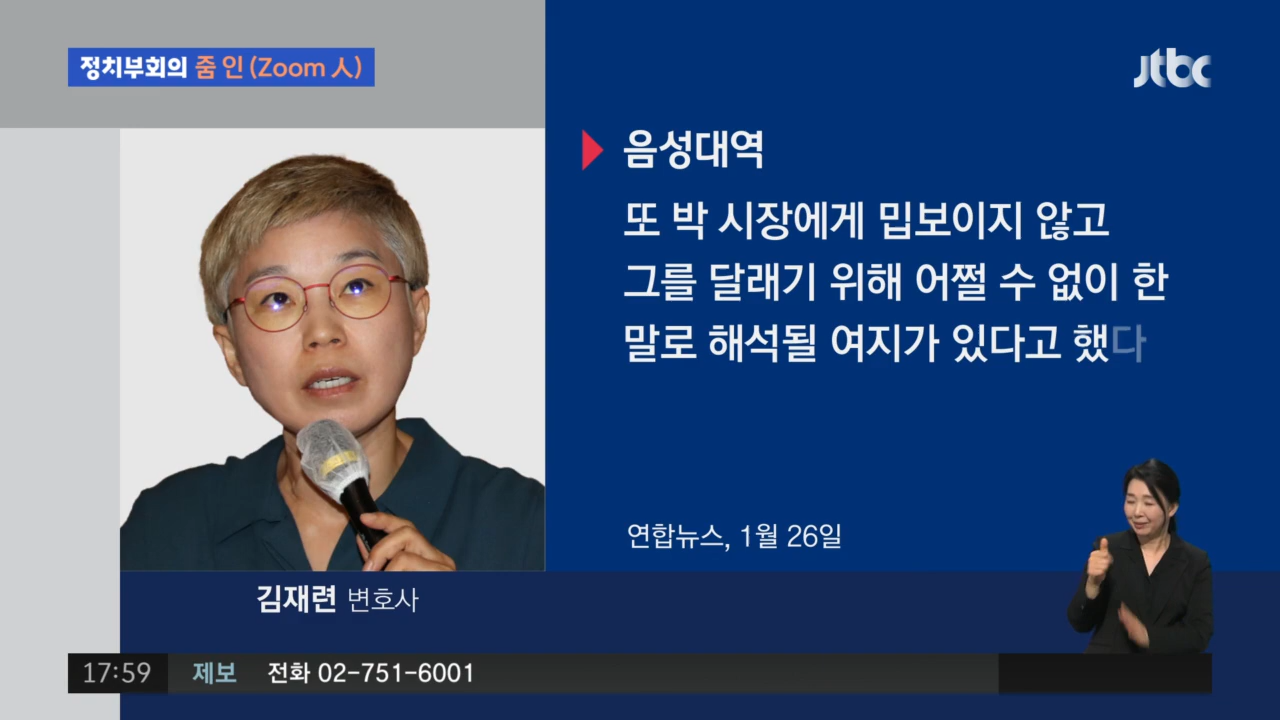 정치부회의 줌 인 (Zoom 人)
jtbc
음성대역
또 박 시장에게 밉보이지 않고
그를 달래기 위해 어쩔 수 없이 한
말로 해석될 여지가 있다고 했다
연합뉴스, 1월 26일
김재련 변호사
17:59 제보 전화 02-751-6001